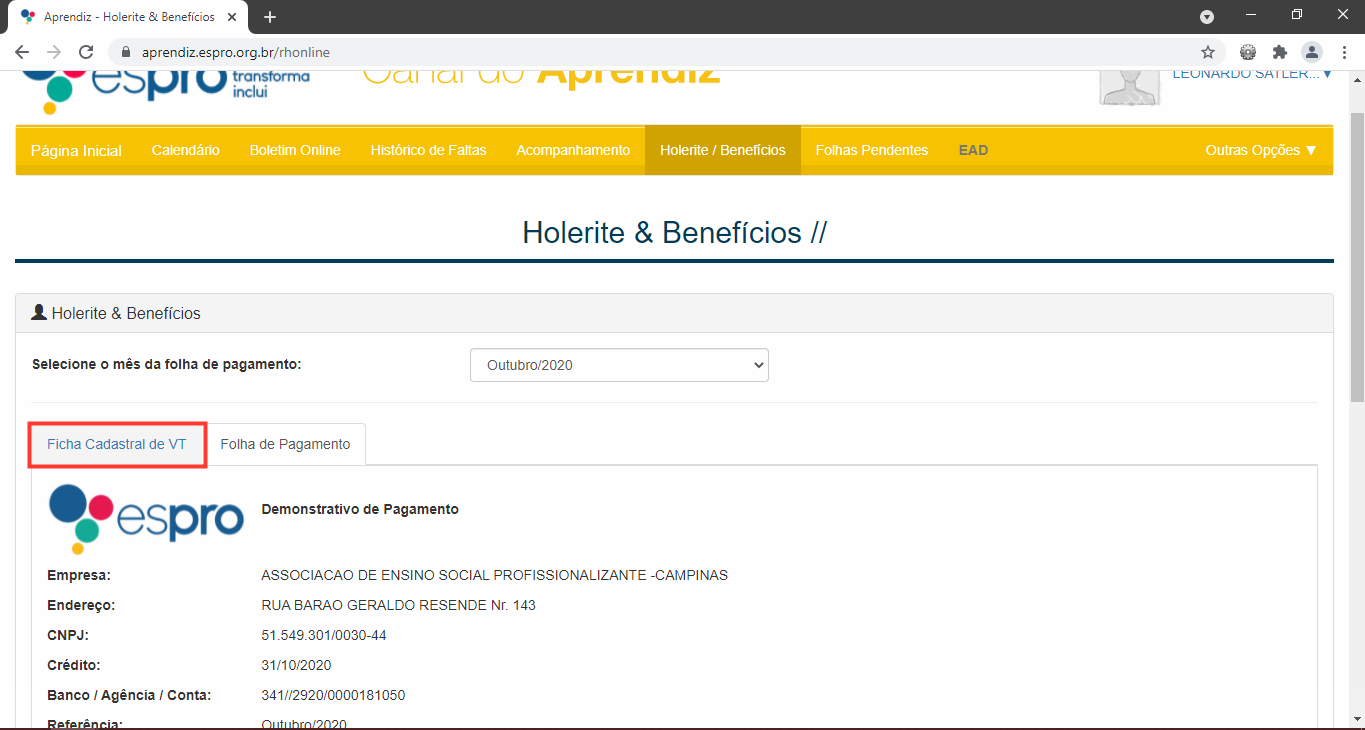 Aprendiz - Holerite & Benefícios
aprendiz.espro.org.br/rhonline
espro transforma
inclui
Canal do Aprendiz
LEONARDO SATLER... ▼
Página Inicial Calendário Boletim Online Histórico de Faltas Acompanhamento Holerite / Benefícios Folhas Pendentes EAD Outras Opções ▼
Holerite & Benefícios //
Holerite & Benefícios
Selecione o mês da folha de pagamento: Outubro/2020
Ficha Cadastral de VT Folha de Pagamento
espro Demonstrativo de Pagamento
Empresa: ASSOCIACAO DE ENSINO SOCIAL PROFISSIONALIZANTE -CAMPINAS
Endereço: RUA BARAO GERALDO RESENDE Nr. 143
CNPJ: 51.549.301/0030-44
Crédito: 31/10/2020
Banco / Agência / Conta: 341//2920/0000181050
Referência: Outubro/2020